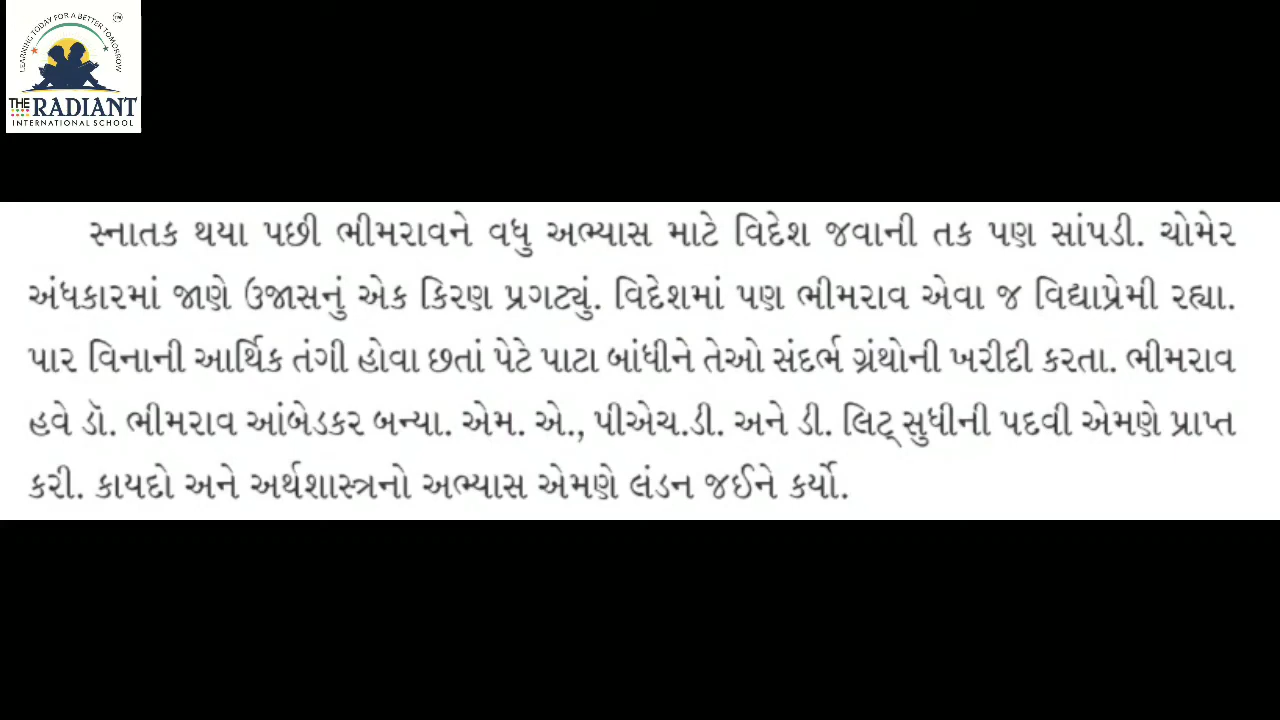 LEARNING TODAY FOR A BETTER TOMORROW
TM
THE RADIANT
INTERNATIONAL SCHOOL
સ્નાતક થયા પછી ભીમરાવને વધુ અભ્યાસ માટે વિદેશ જવાની તક પણ સાંપડી. ચોમેર
અંધકારમાં જાણે ઉજાસનું એક કિરણ પ્રગટ્યું. વિદેશમાં પણ ભીમરાવ એવા જ વિદ્યાપ્રેમી રહ્યા.
પાર વિનાની આર્થિક તંગી હોવા છતાં પેટે પાટા બાંધીને તેઓ સંદર્ભ ગ્રંથોની ખરીદી કરતા. ભીમરાવ
હવે ડૉ. ભીમરાવ આંબેડકર બન્યા. એમ. એ., પીએચ.ડી. અને ડી. લિટ્ સુધીની પદવી એમણે પ્રાપ્ત
કરી. કાયદો અને અર્થશાસ્ત્રનો અભ્યાસ એમણે લંડન જઈને કર્યો.